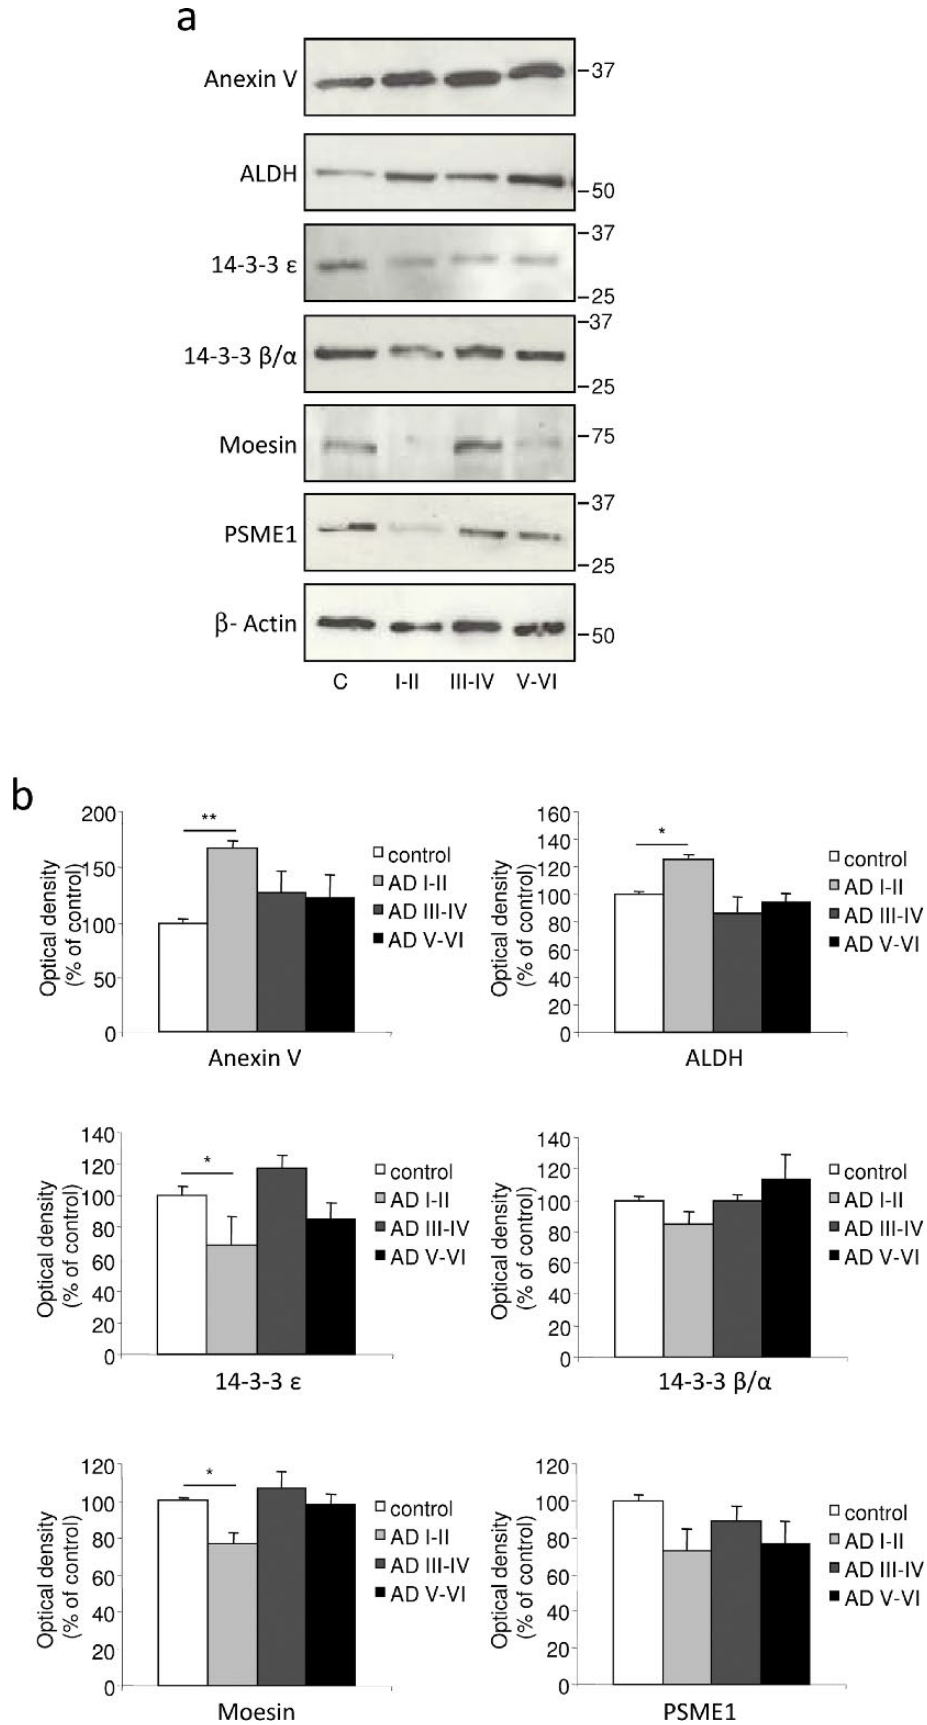 a
Anexin V
37
ALDH
50
37
14-3-3 ε
25
37
14-3-3 β/α
25
Moesin
75
37
PSME1
25
β- Actin
50
C I-II III-IV V-VI
b
200
150
100
50
0
Optical density
(% of control)
**
control
AD I-II
AD III-IV
AD V-VI
Anexin V
160
140
120
100
80
60
40
20
0
Optical density
(% of control)
*
control
AD I-II
AD III-IV
AD V-VI
ALDH
140
120
100
80
60
40
20
0
Optical density
(% of control)
*
control
AD I-II
AD III-IV
AD V-VI
14-3-3 ε
140
120
100
80
60
40
20
0
Optical density
(% of control)
control
AD I-II
AD III-IV
AD V-VI
14-3-3 β/α
120
100
80
60
40
20
0
Optical density
(% of control)
*
control
AD I-II
AD III-IV
AD V-VI
Moesin
120
100
80
60
40
20
0
Optical density
(% of control)
control
AD I-II
AD III-IV
AD V-VI
PSME1